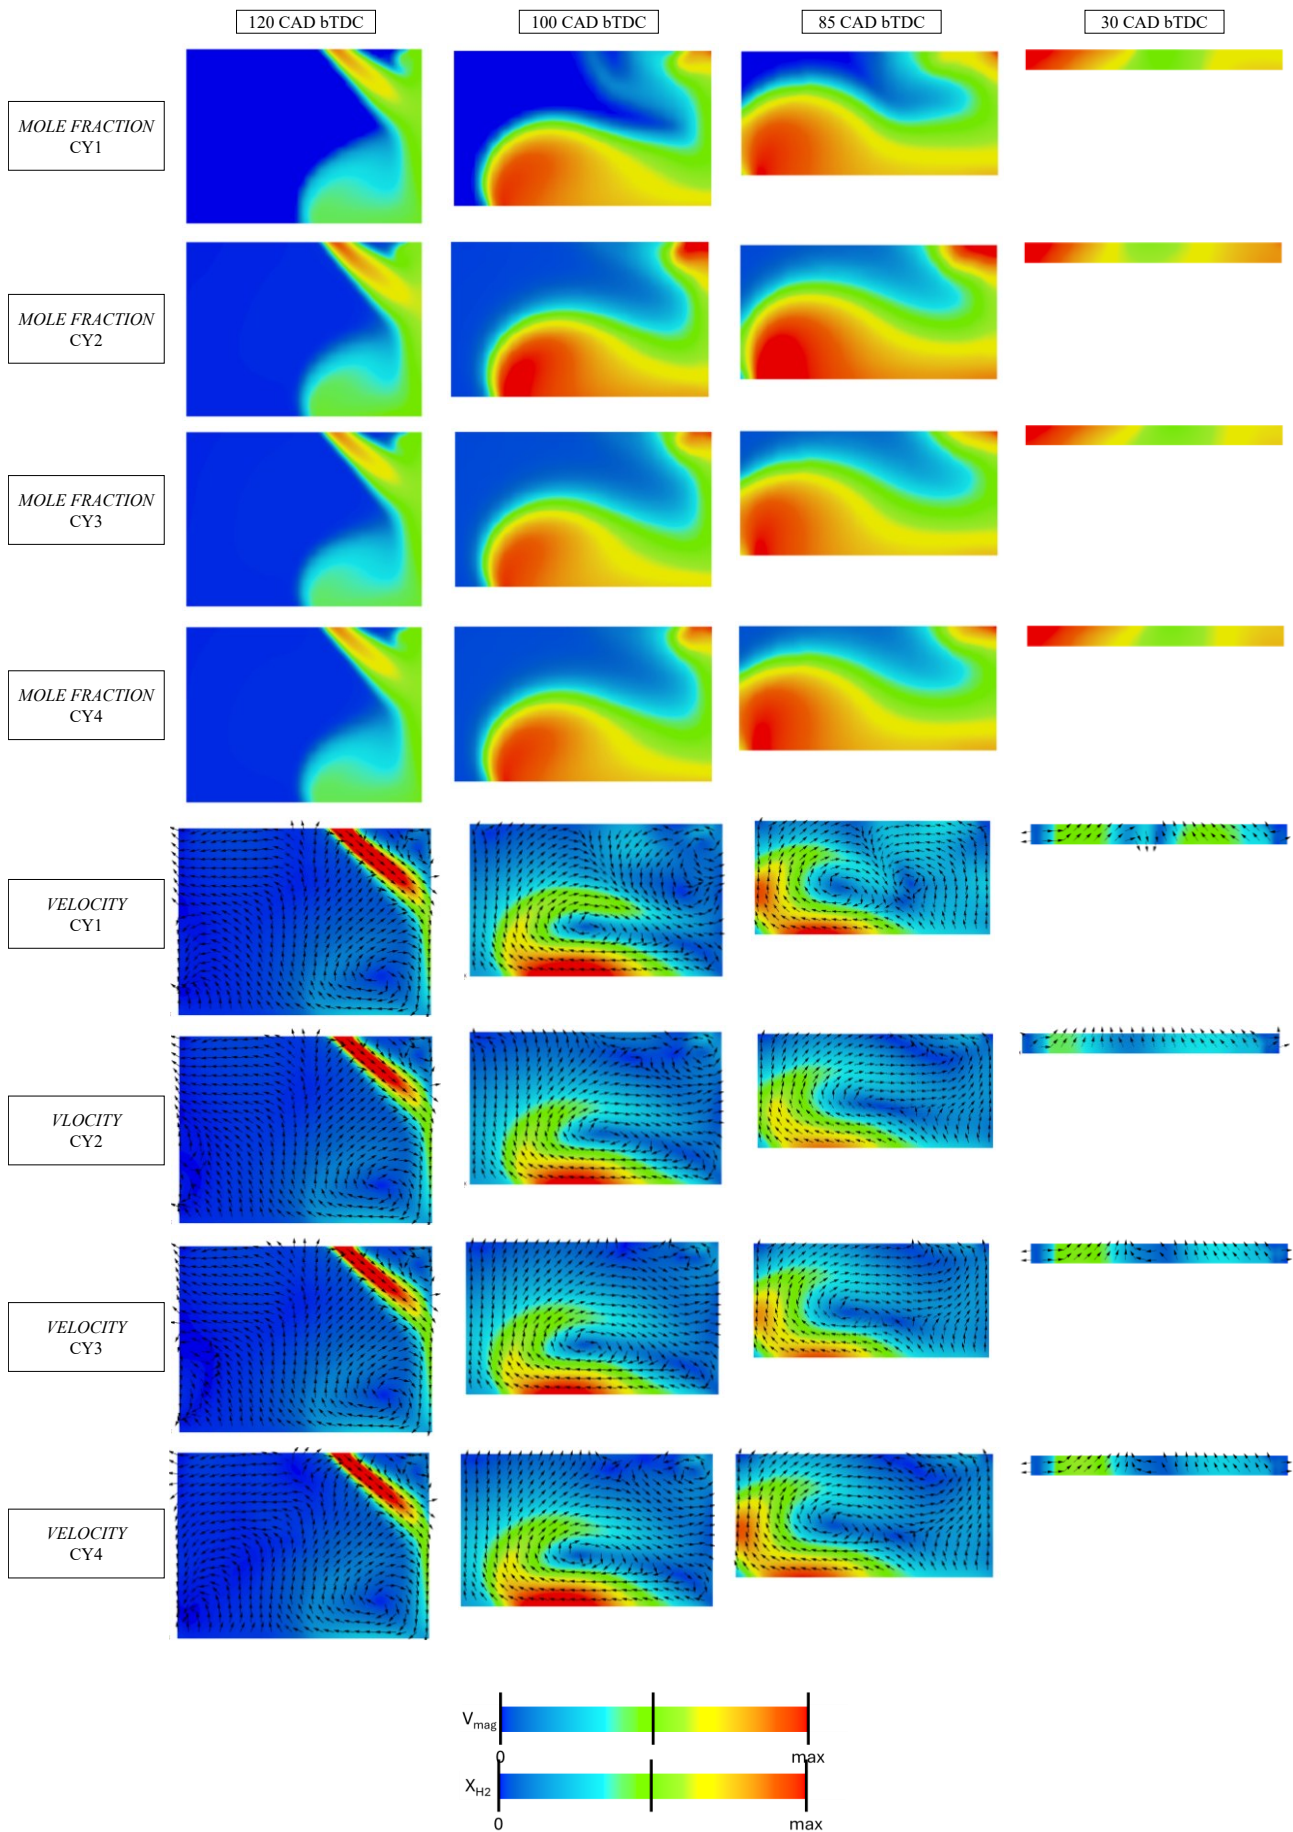 120 CAD bTDC
100 CAD bTDC
85 CAD bTDC
30 CAD bTDC
MOLE FRACTION
CY1
MOLE FRACTION
CY2
MOLE FRACTION
CY3
MOLE FRACTION
CY4
VELOCITY
CY1
VLOCITY
CY2
VELOCITY
CY3
VELOCITY
CY4
Vmag
0 max
XH2
0 max